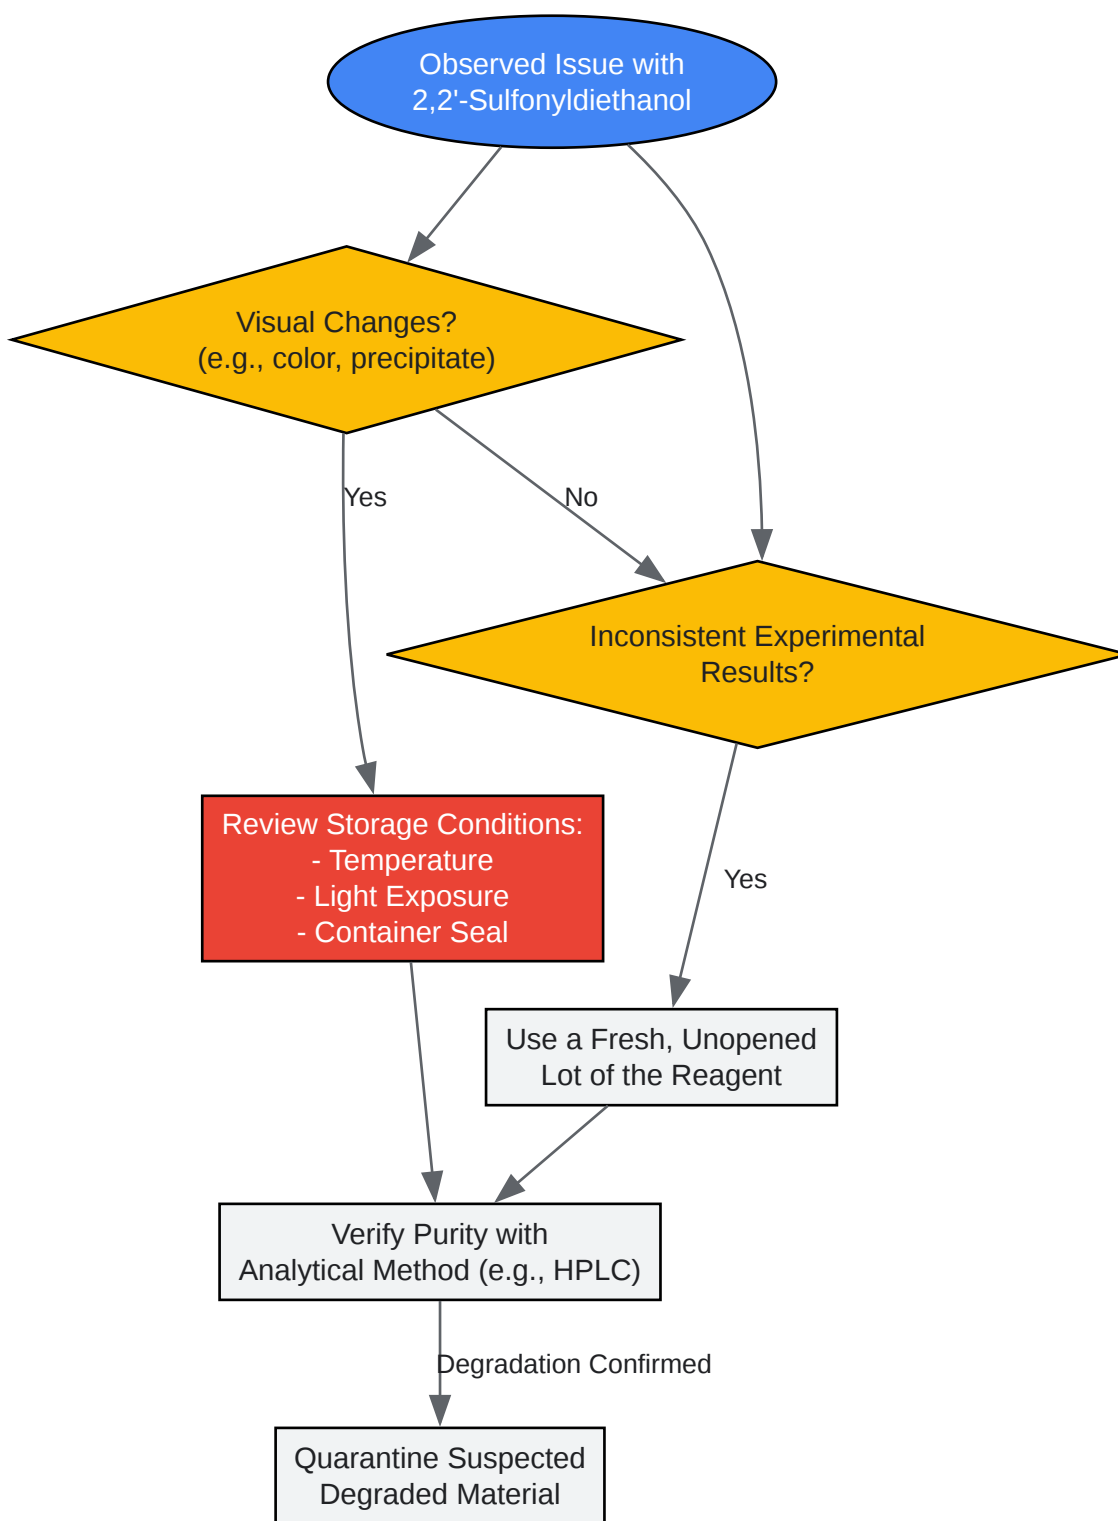 Observed Issue with
2,2'-Sulfonyldiethanol
Visual Changes?
(e.g., color, precipitate)
Yes
No
Inconsistent Experimental
Results?
Review Storage Conditions:
- Temperature
- Light Exposure
- Container Seal
Yes
Use a Fresh, Unopened
Lot of the Reagent
Verify Purity with
Analytical Method (e.g., HPLC)
Degradation Confirmed
Quarantine Suspected
Degraded Material